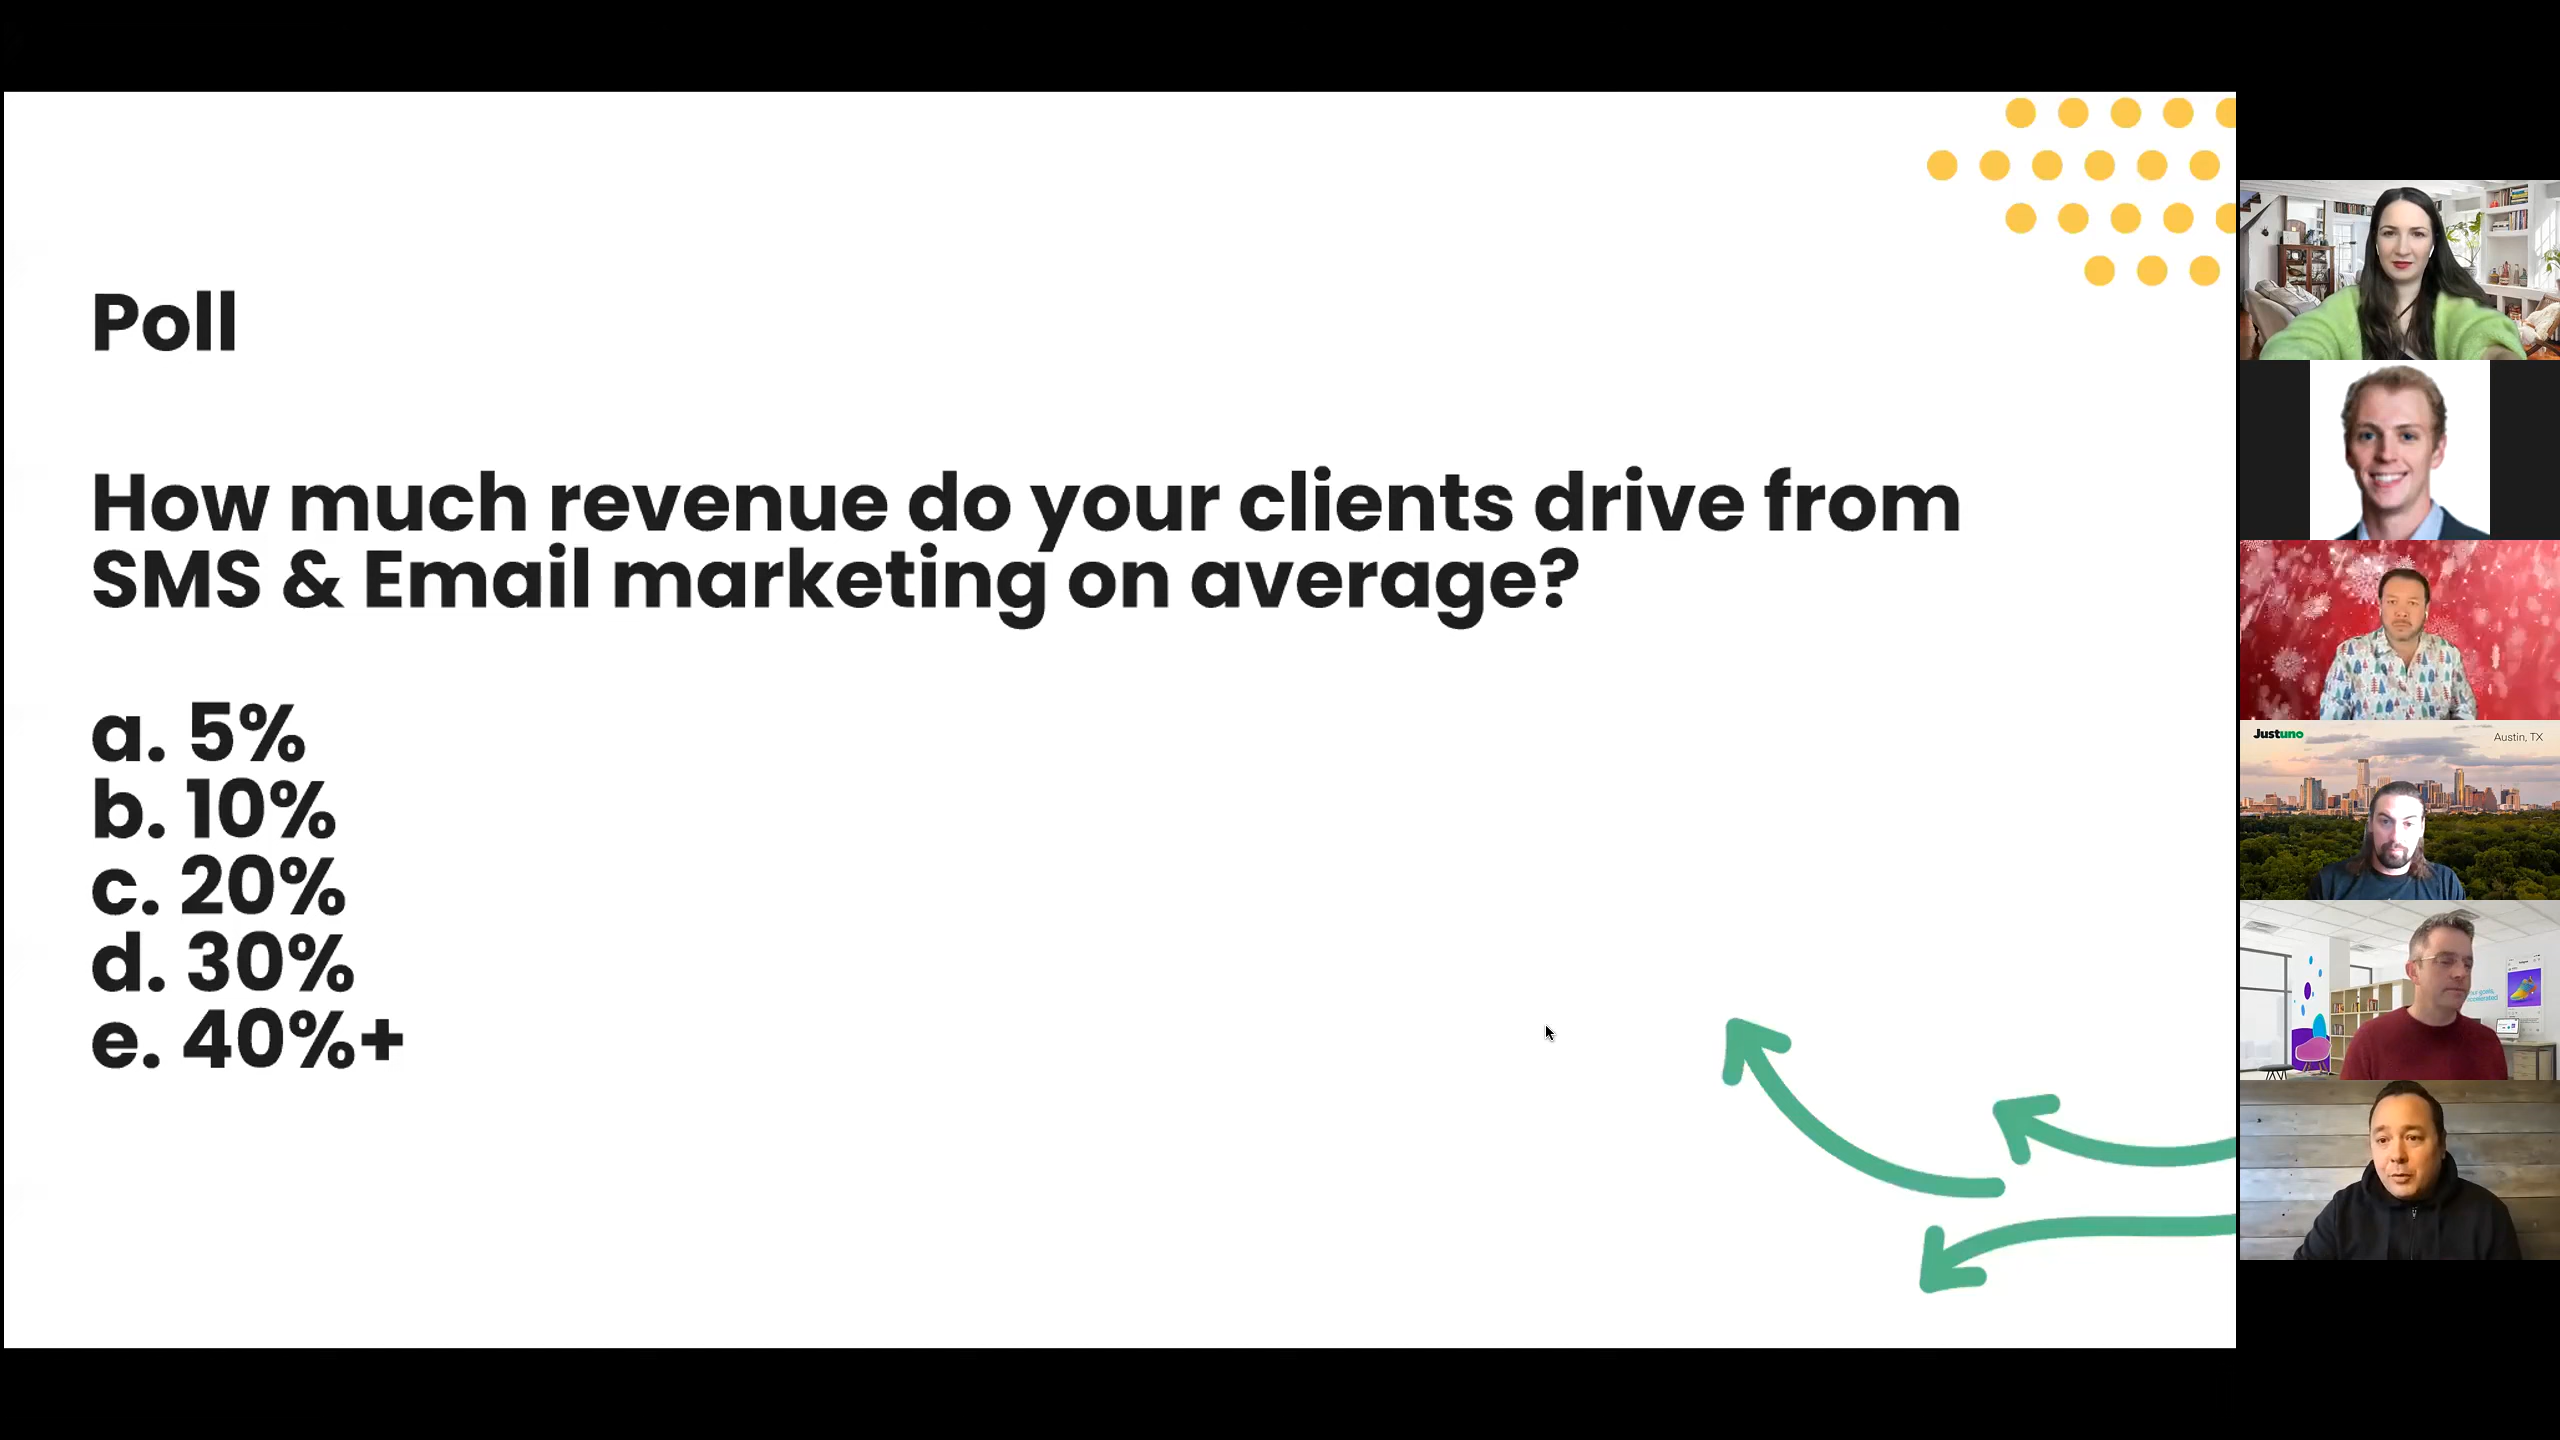 Poll
How much revenue do your clients drive from
SMS & Email marketing on average?
a. 5%
b. 10%
c. 20%
d. 30%
e. 40%+
Justuno
Austin, TX